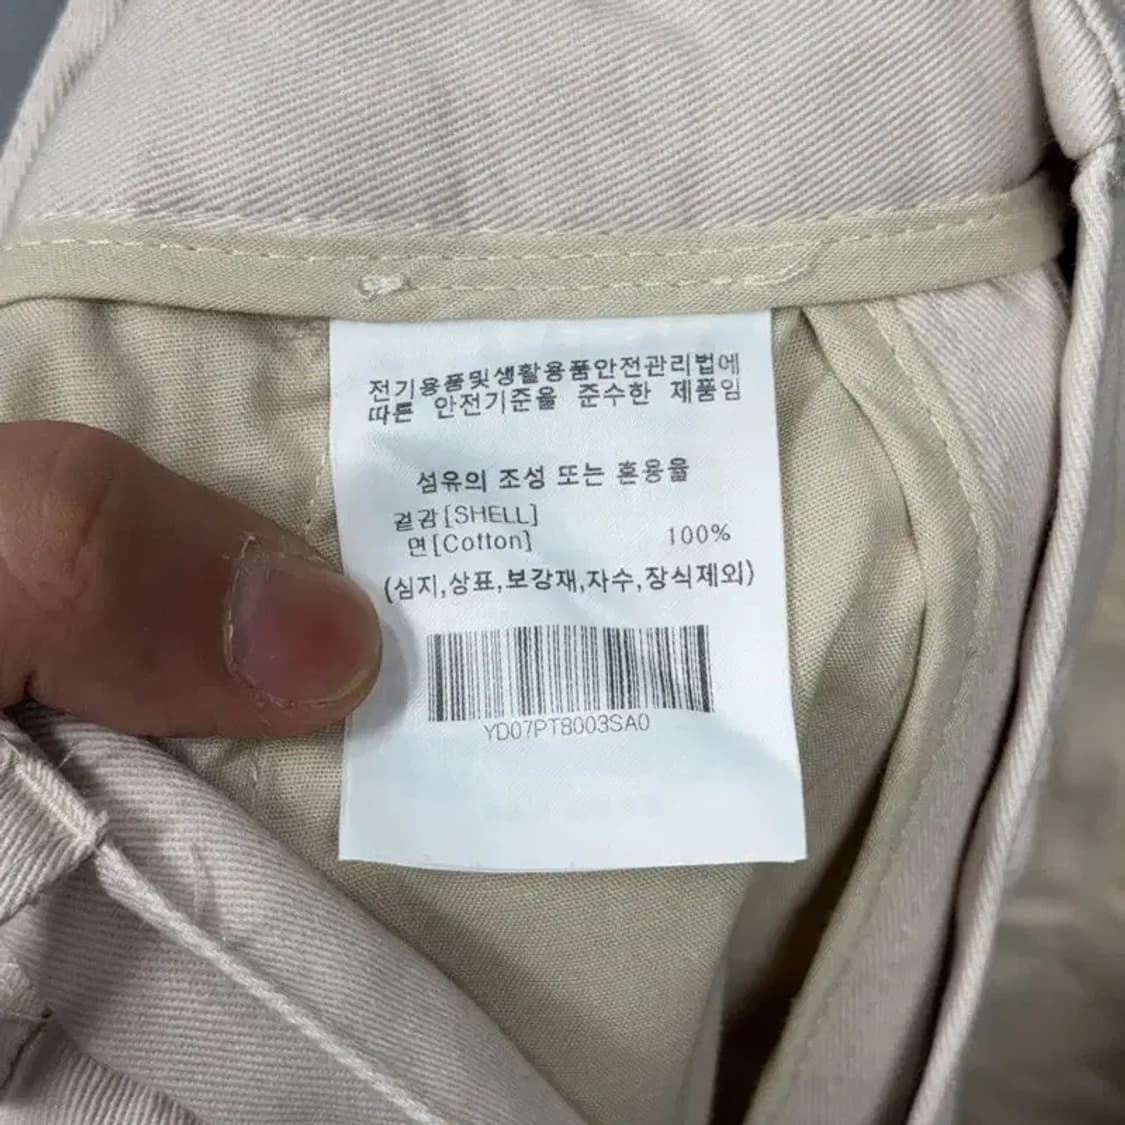 전기용품및생활용품안전관리법에
따른 안전기준을 준수한 제품임
섬유의 조성 또는 혼용율
겉감[SHELL]
면[Cotton] 100%
(심지,상표,보강재,자수,장식제외)
YD07PT8003SA0